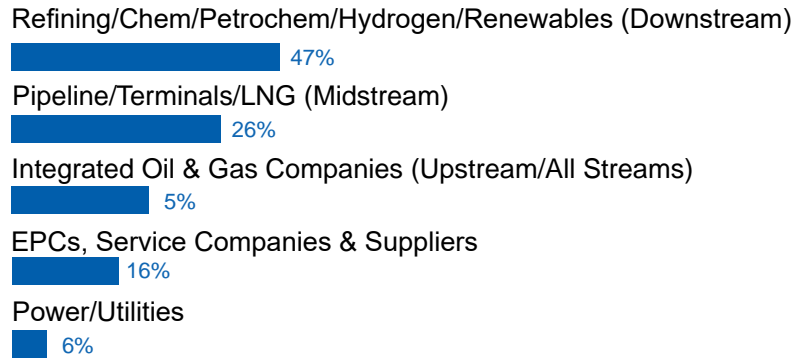 Refining/Chem/Petrochem/Hydrogen/Renewables (Downstream)
47%
Pipeline/Terminals/LNG (Midstream)
26%
Integrated Oil & Gas Companies (Upstream/All Streams)
5%
EPCs, Service Companies & Suppliers
16%
Power/Utilities
6%